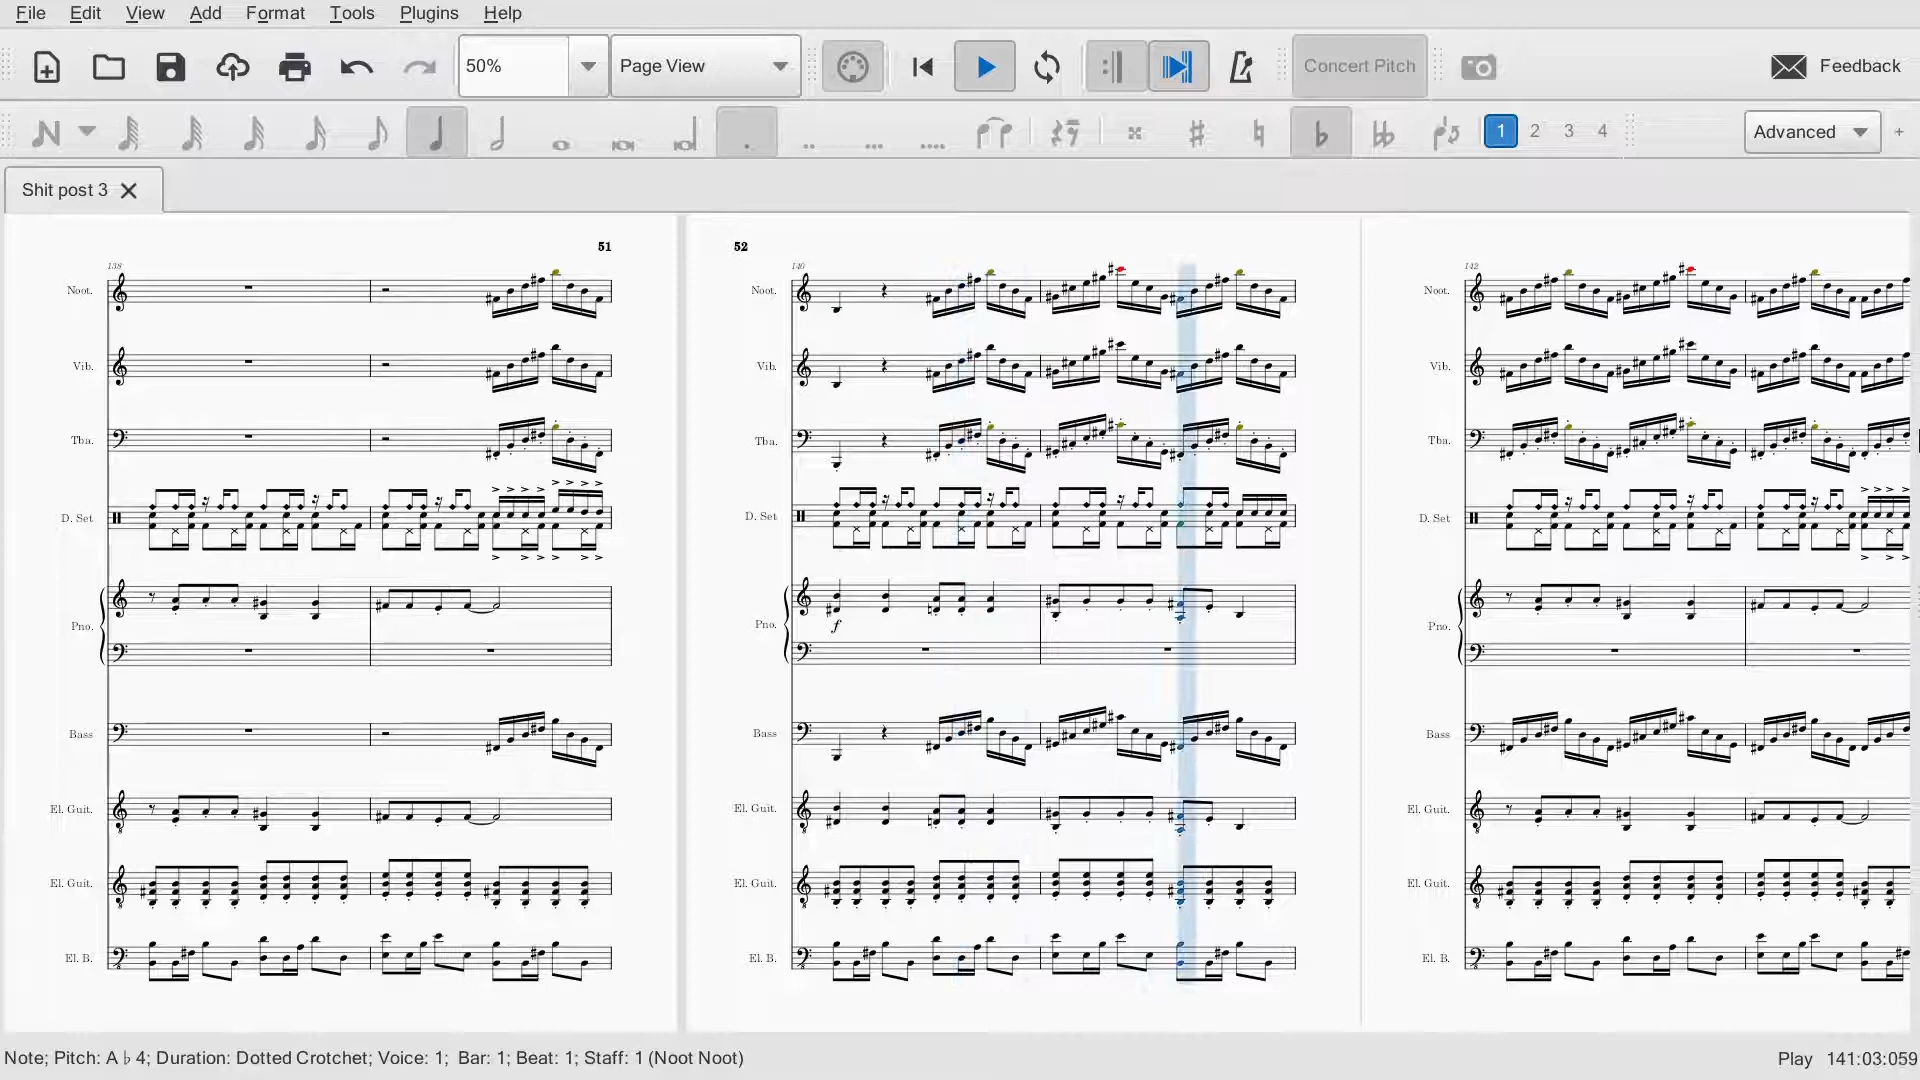 File Edit View Add Format Tools Plugins Help
50% Page View Concert Pitch Feedback
1 2 3 4 Advanced +
Shit post 3
51 52
138 140 142
Noot. Noot. Noot.
Vib. Vib. Vib.
Tba. Tba. Tba.
D. Set D. Set D. Set
Pno. Pno. Pno.
f
Bass Bass Bass
El. Guit. El. Guit. El. Guit.
El. Guit. El. Guit. El. Guit.
El. B. El. B. El. B.
Note; Pitch: A♭4; Duration: Dotted Crotchet; Voice: 1; Bar: 1; Beat: 1; Staff: 1 (Noot Noot) Play 141:03:059